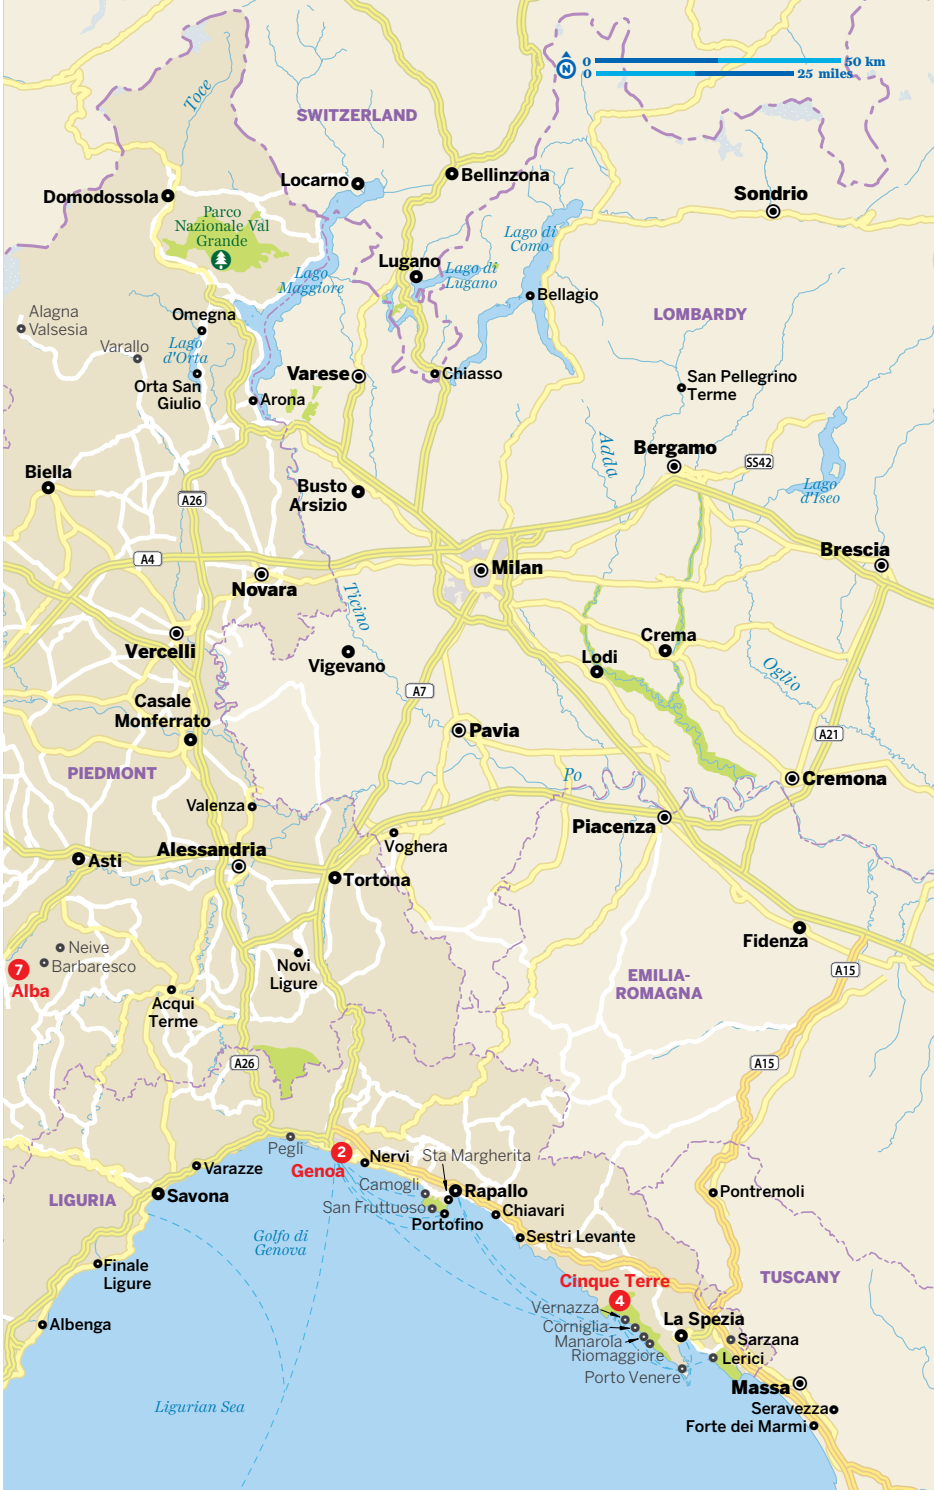 0
50 km
N
0
25 miles
Toce
SWITZERLAND
Locarno
Bellinzona
Domodossola
Sondrio
Parco
Nazionale Val
Grande
Lago di
Como
Lugano
Lago di
Lugano
Lago
Maggiore
Bellagio
Alagna
Valsesia
Omegna
LOMBARDY
Varallo
Lago
d'Orta
Varese
Chiasso
San Pellegrino
Terme
Orta San
Giulio
Arona
Adda
Bergamo
SS42
Biella
Busto
Arsizio
Lago
d'Iseo
A26
A4
Brescia
Milan
Novara
Ticino
Vercelli
Vigevano
Crema
Lodi
Oglio
Casale
Monferrato
A7
Pavia
A21
PIEDMONT
Po
Cremona
Valenza
Piacenza
Voghera
Alessandria
Asti
Tortona
Fidenza
Neive
Barbaresco
7
Alba
Novi
Ligure
EMILIA-
ROMAGNA
A15
Acqui
Terme
A26
A15
Pegli
2
Genoa
Nervi
Sta Margherita
Varazze
Camogli
Rapallo
Pontremoli
LIGURIA
Savona
San Fruttuoso
Portofino
Chiavari
Golfo di
Genova
Sestri Levante
Finale
Ligure
Cinque Terre
4
TUSCANY
Vernazza
Corniglia
La Spezia
Albenga
Manarola
Sarzana
Riomaggiore
Lerici
Porto Venere
Massa
Ligurian Sea
Seravezza
Forte dei Marmi